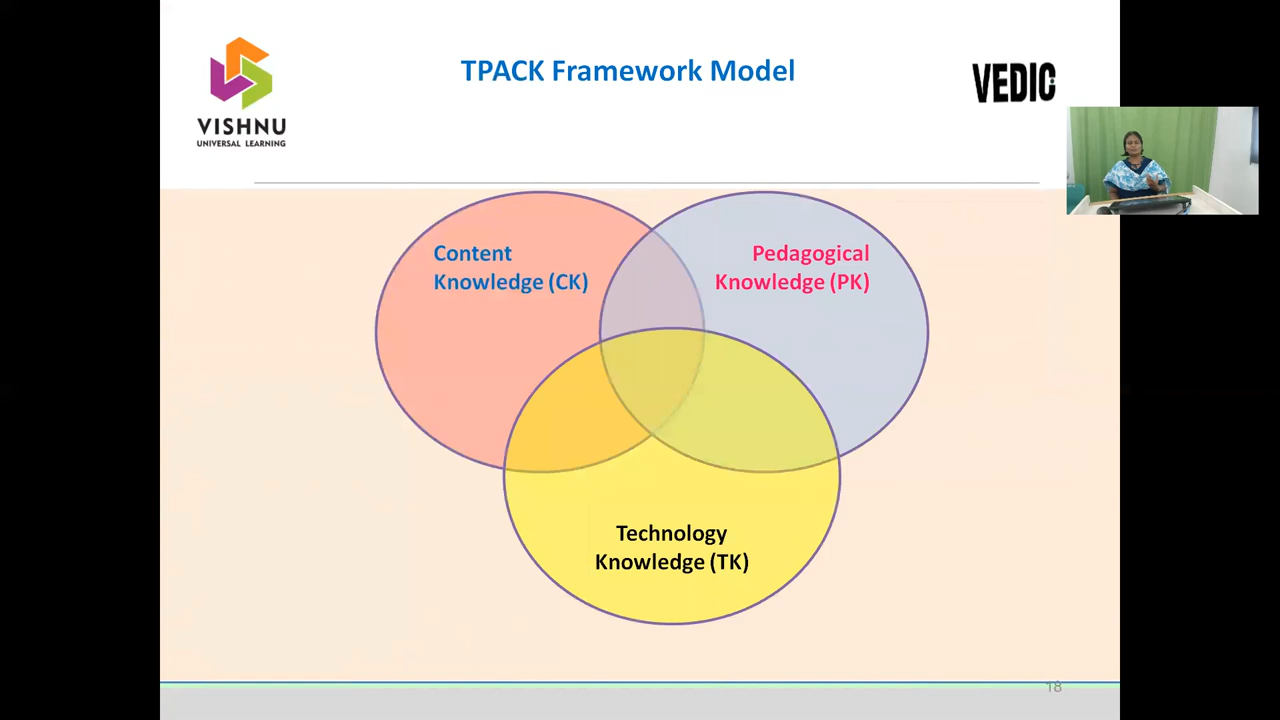 TPACK Framework Model
VISHNU
UNIVERSAL LEARNING
VEDIC
Content
Knowledge (CK)
Pedagogical
Knowledge (PK)
Technology
Knowledge (TK)
18